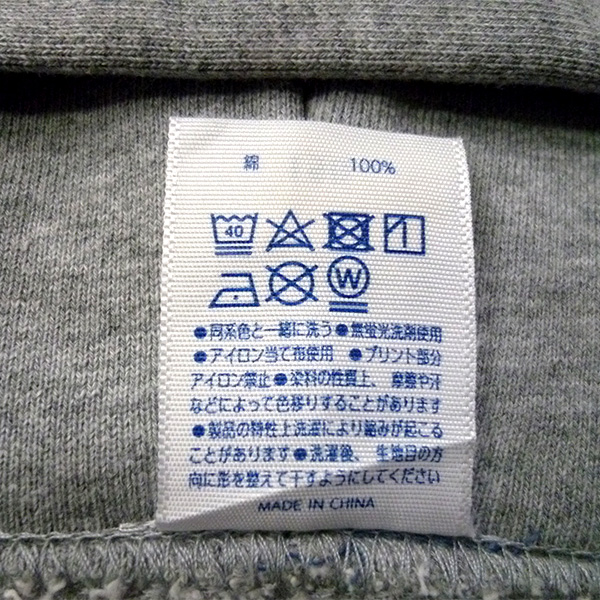 綿 100%
40
W
●同系色と一緒に洗う●無蛍光洗剤使用
●アイロン当て布使用 ●プリント部分
アイロン禁止●染料の性質上、摩擦や汗
などによって色移りすることがあります
●製品の特性上洗濯により縮みが起こる
ことがあります●洗濯後、生地目の方
向に形を整えて干すようにしてください
MADE IN CHINA